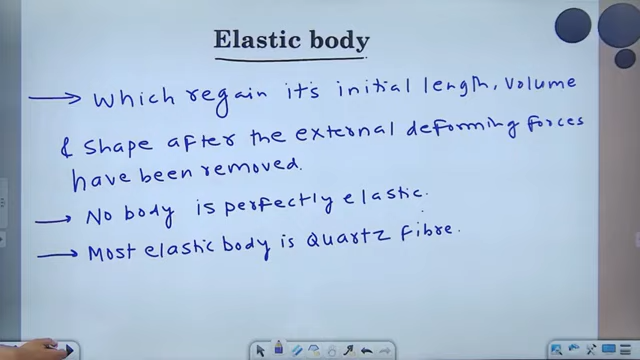 Elastic body
→ Which regain it's initial length, Volume
& Shape after the external deforming forces
have been removed.
→ No body is perfectly elastic.
→ Most elastic body is Quartz Fibre.